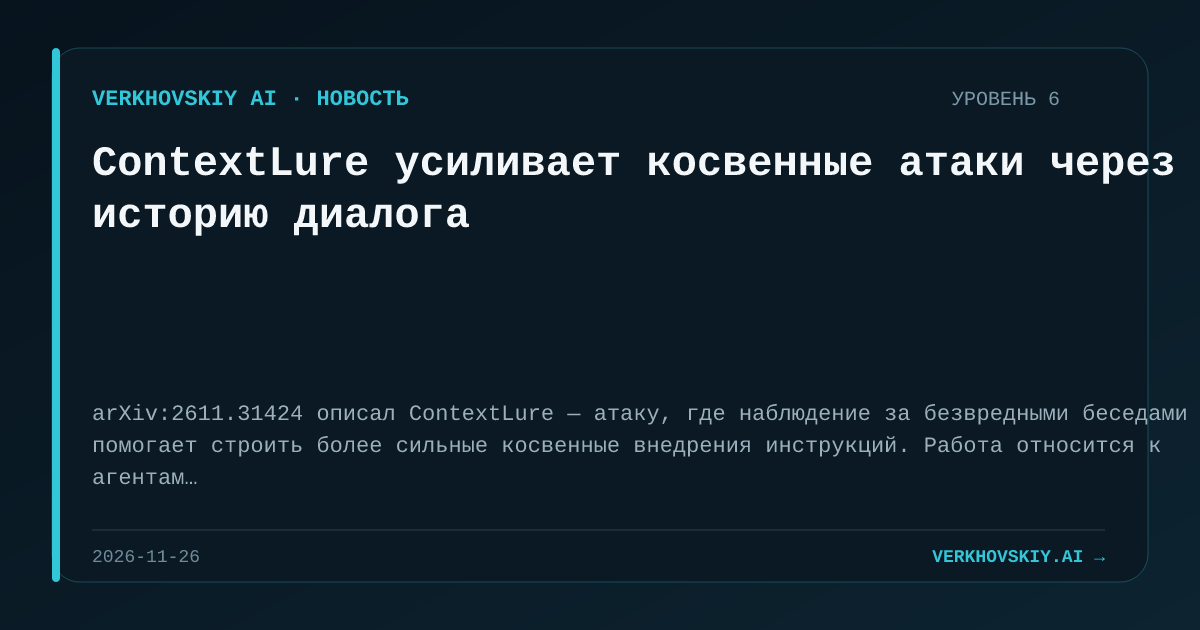 VERKHOVSKIY AI · НОВОСТЬ
УРОВЕНЬ 6
ContextLure усиливает косвенные атаки через
историю диалога
arXiv:2611.31424 описал ContextLure — атаку, где наблюдение за безвредными беседами
помогает строить более сильные косвенные внедрения инструкций. Работа относится к
агентам…
2026-11-26
VERKHOVSKIY.AI →